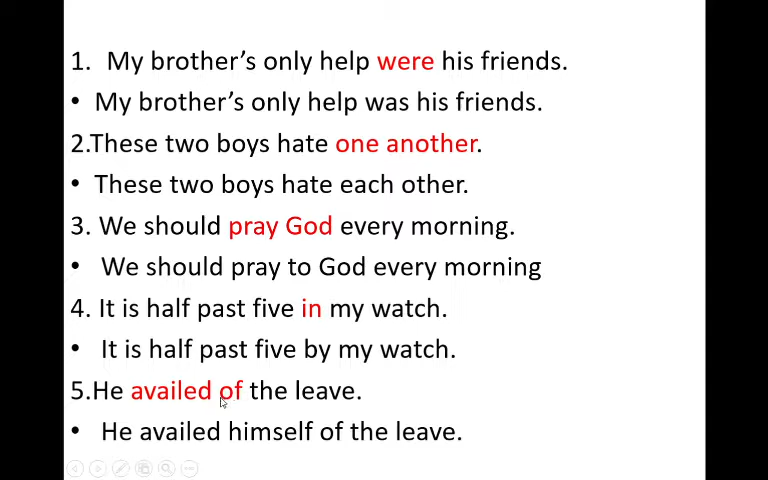 1. My brother's only help were his friends.
• My brother's only help was his friends.
2.These two boys hate one another.
• These two boys hate each other.
3. We should pray God every morning.
• We should pray to God every morning
4. It is half past five in my watch.
• It is half past five by my watch.
5.He availed of the leave.
• He availed himself of the leave.